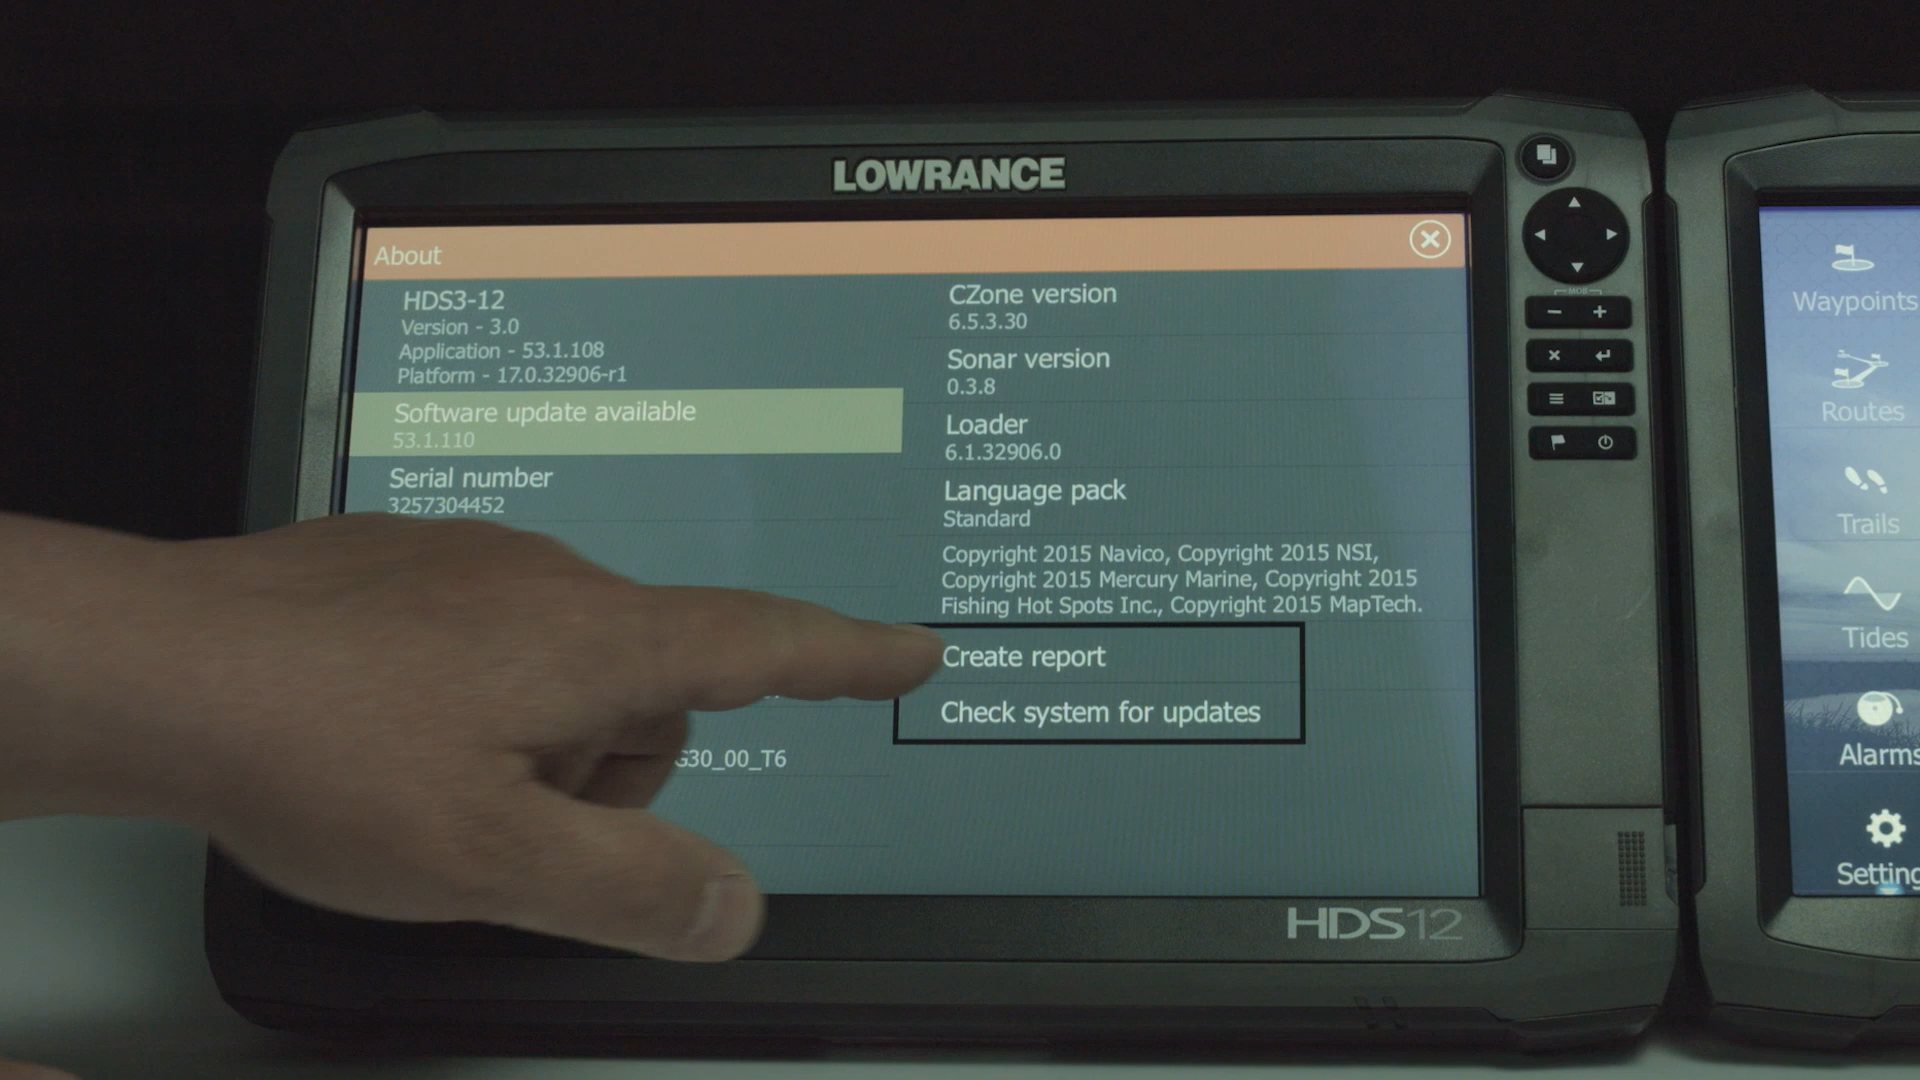 LOWRANCE
About
HDS3-12
Version - 3.0
Application - 53.1.108
Platform - 17.0.32906-r1
Software update available
53.1.110
Serial number
3257304452
G30_00_T6
CZone version
6.5.3.30
Sonar version
0.3.8
Loader
6.1.32906.0
Language pack
Standard
Copyright 2015 Navico, Copyright 2015 NSI,
Copyright 2015 Mercury Marine, Copyright 2015
Fishing Hot Spots Inc., Copyright 2015 MapTech.
Create report
Check system for updates
HDS12
MOB
Waypoints
Routes
Trails
Tides
Alarms
Setting